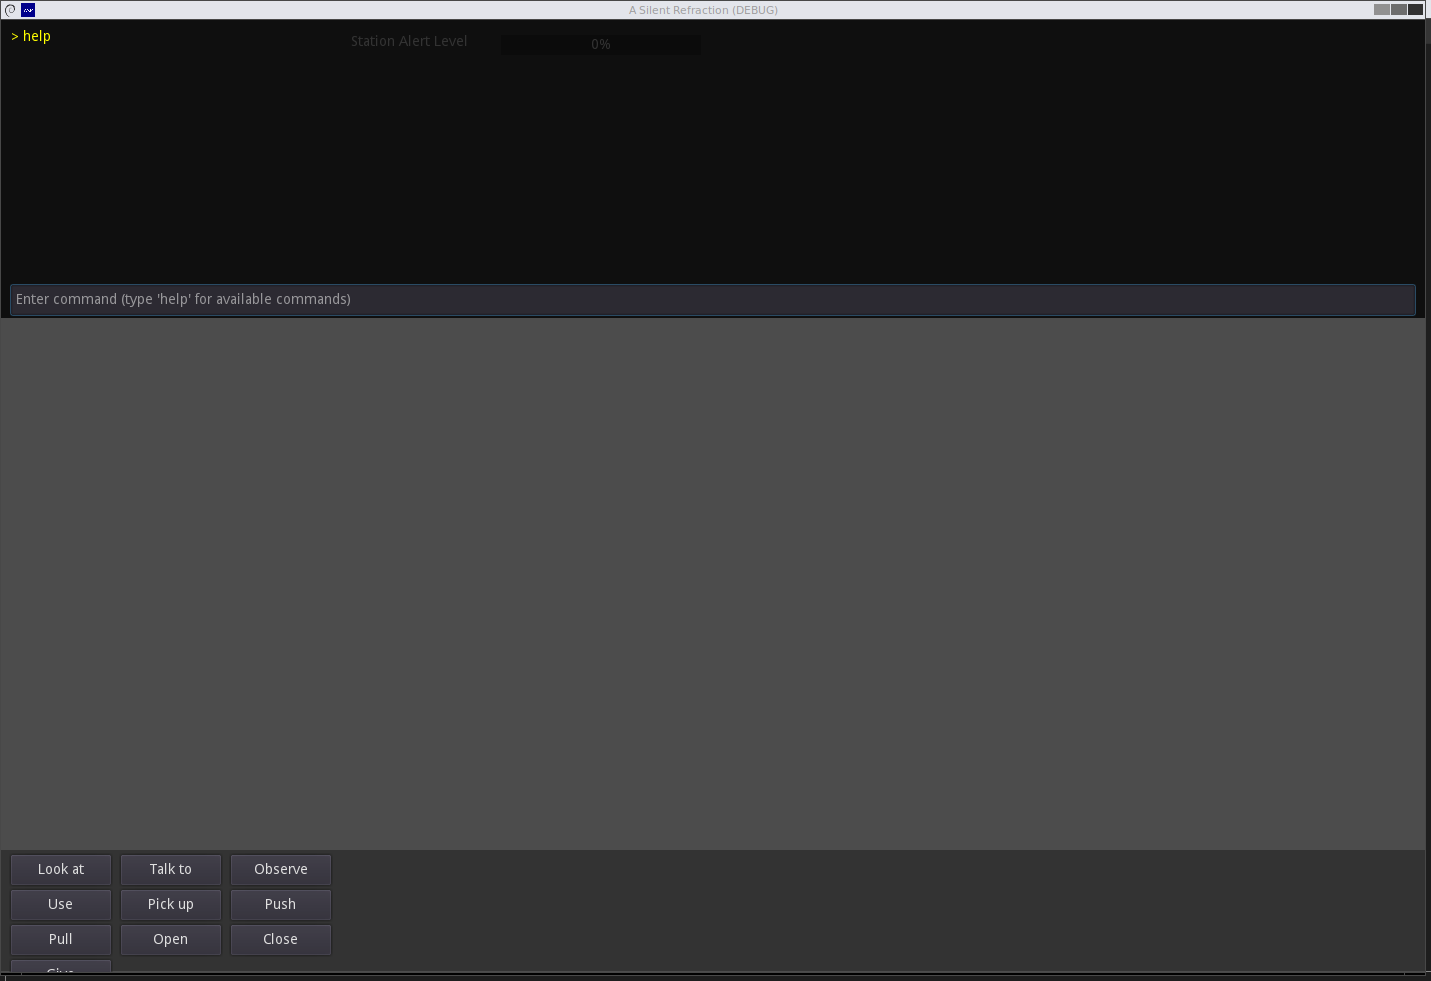 A Silent Refraction (DEBUG)
> help
Station Alert Level 0%
Enter command (type 'help' for available commands)
Look at Talk to Observe
Use Pick up Push
Pull Open Close
Give